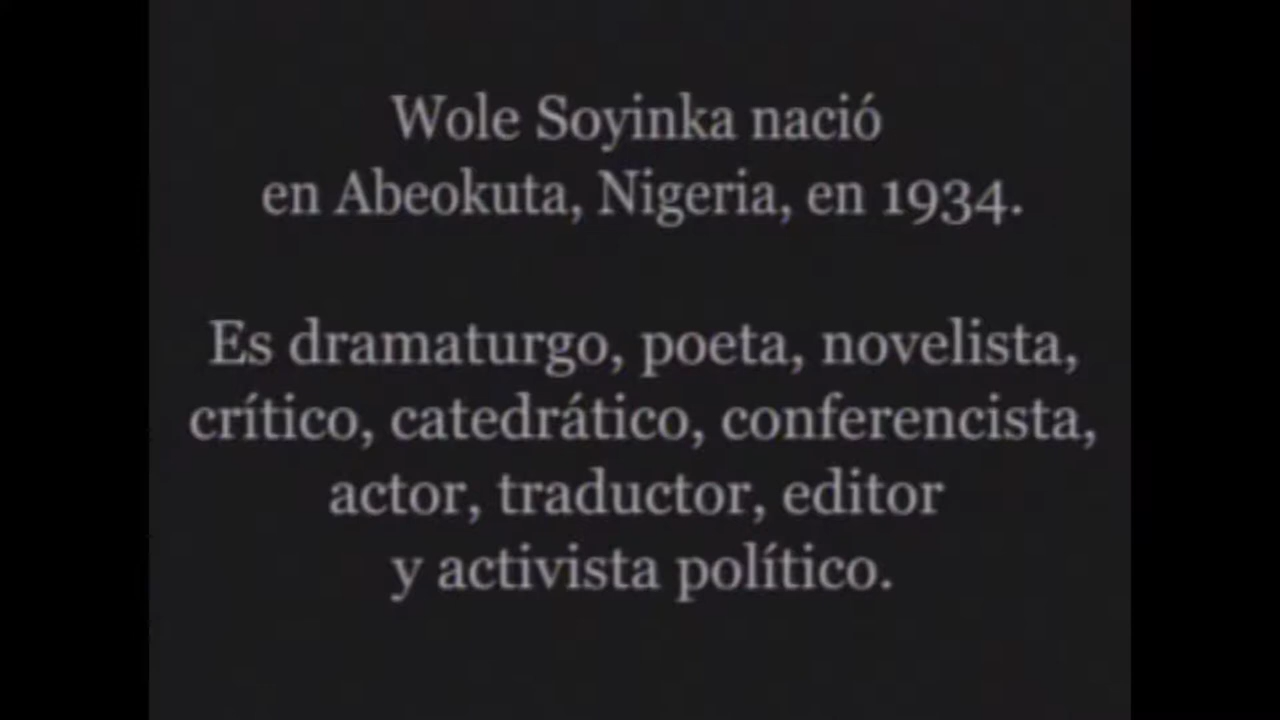 Wole Soyinka nació
en Abeokuta, Nigeria, en 1934.
Es dramaturgo, poeta, novelista,
crítico, catedrático, conferencista,
actor, traductor, editor
y activista político.